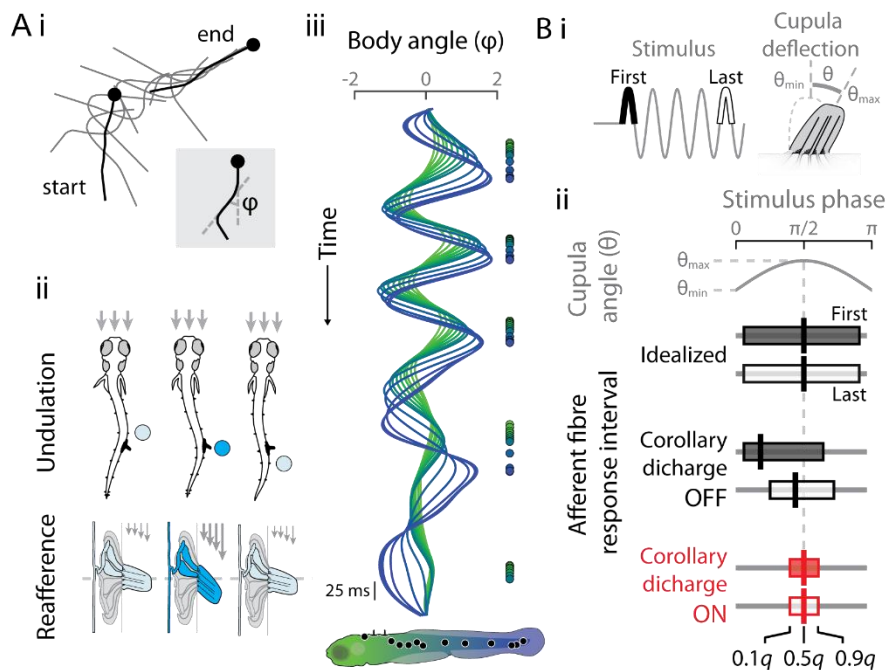 A i
end
start
φ
ii
Undulation
Reafference
iii
Body angle (φ)
-2 0 2
Time
25 ms
B i
Stimulus
First
Last
Cupula
deflection
θmin
θ
θmax
ii
Stimulus phase
0 π/2 π
Cupula
angle (θ)
θmax
θmin
Afferent fibre
response interval
First
Idealized
Last
Corollary
dicharge
OFF
Corollary
dicharge
ON
0.1q 0.5q 0.9q